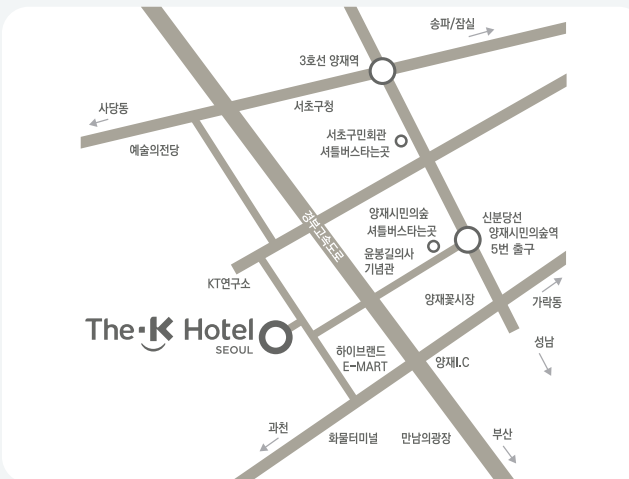 송파/잠실
3호선 양재역
사당동
서초구청
예술의전당
서초구민회관
셔틀버스타는곳
경부고속도로
양재시민의숲
셔틀버스타는곳
신분당선
양재시민의숲역
5번 출구
윤봉길의사
기념관
KT연구소
양재꽃시장
가락동
The K Hotel
SEOUL
하이브랜드
E-MART
양재I.C
성남
과천
화물터미널
만남의광장
부산